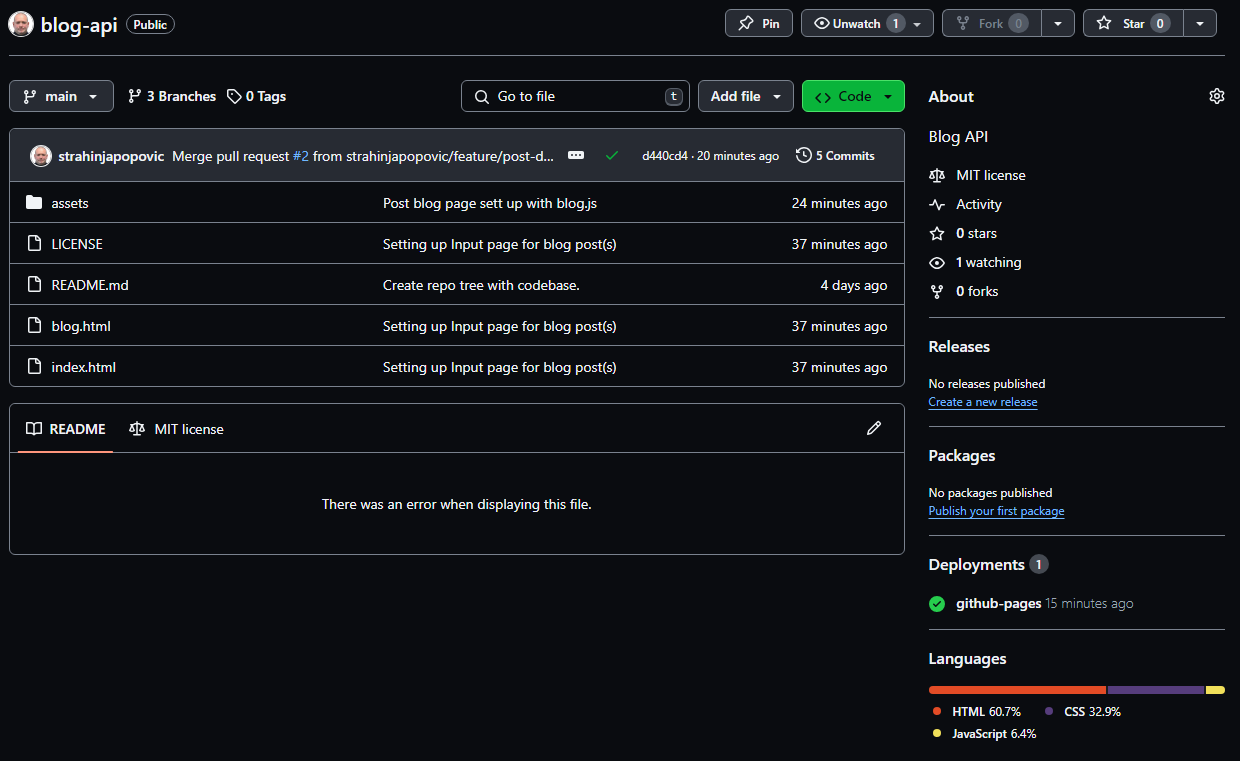 blog-api Public Pin Unwatch 1 Fork 0 Star 0
main 3 Branches 0 Tags Go to file t Add file Code
strahinjapopovic Merge pull request #2 from strahinjapopovic/feature/post-d... d440cd4 · 20 minutes ago 5 Commits
assets Post blog page sett up with blog.js 24 minutes ago
LICENSE Setting up Input page for blog post(s) 37 minutes ago
README.md Create repo tree with codebase. 4 days ago
blog.html Setting up Input page for blog post(s) 37 minutes ago
index.html Setting up Input page for blog post(s) 37 minutes ago
README MIT license
There was an error when displaying this file.
About
Blog API
MIT license
Activity
0 stars
1 watching
0 forks
Releases
No releases published
Create a new release
Packages
No packages published
Publish your first package
Deployments 1
github-pages 15 minutes ago
Languages
HTML 60.7% CSS 32.9%
JavaScript 6.4%